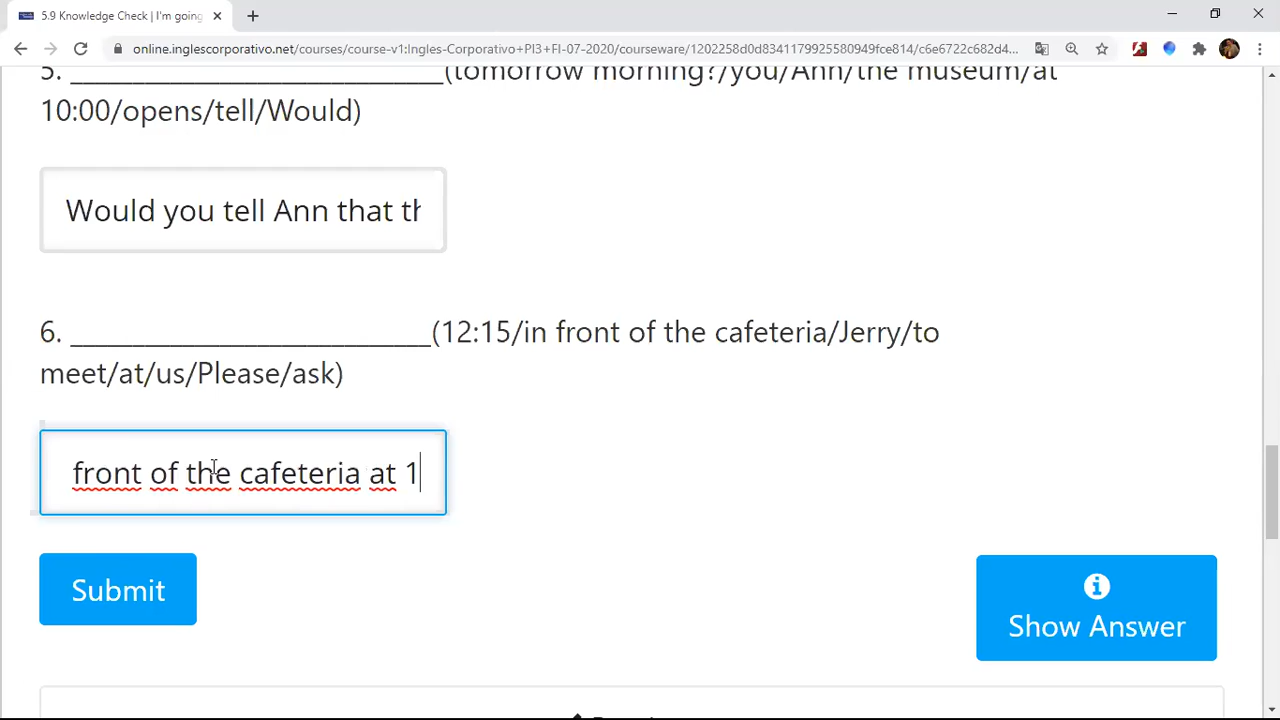 5.9 Knowledge Check | I'm going
online.inglescorporativo.net/courses/course-v1:Ingles-Corporativo+PI3+FI-07-2020/courseware/1202258d0d8341179925580949fce814/c6e6722c682d4...
5. ___________________________(tomorrow morning?/you/Ann/the museum/at
10:00/opens/tell/Would)
Would you tell Ann that th
6. __________________________(12:15/in front of the cafeteria/Jerry/to
meet/at/us/Please/ask)
front of the cafeteria at 1
Submit
Show Answer